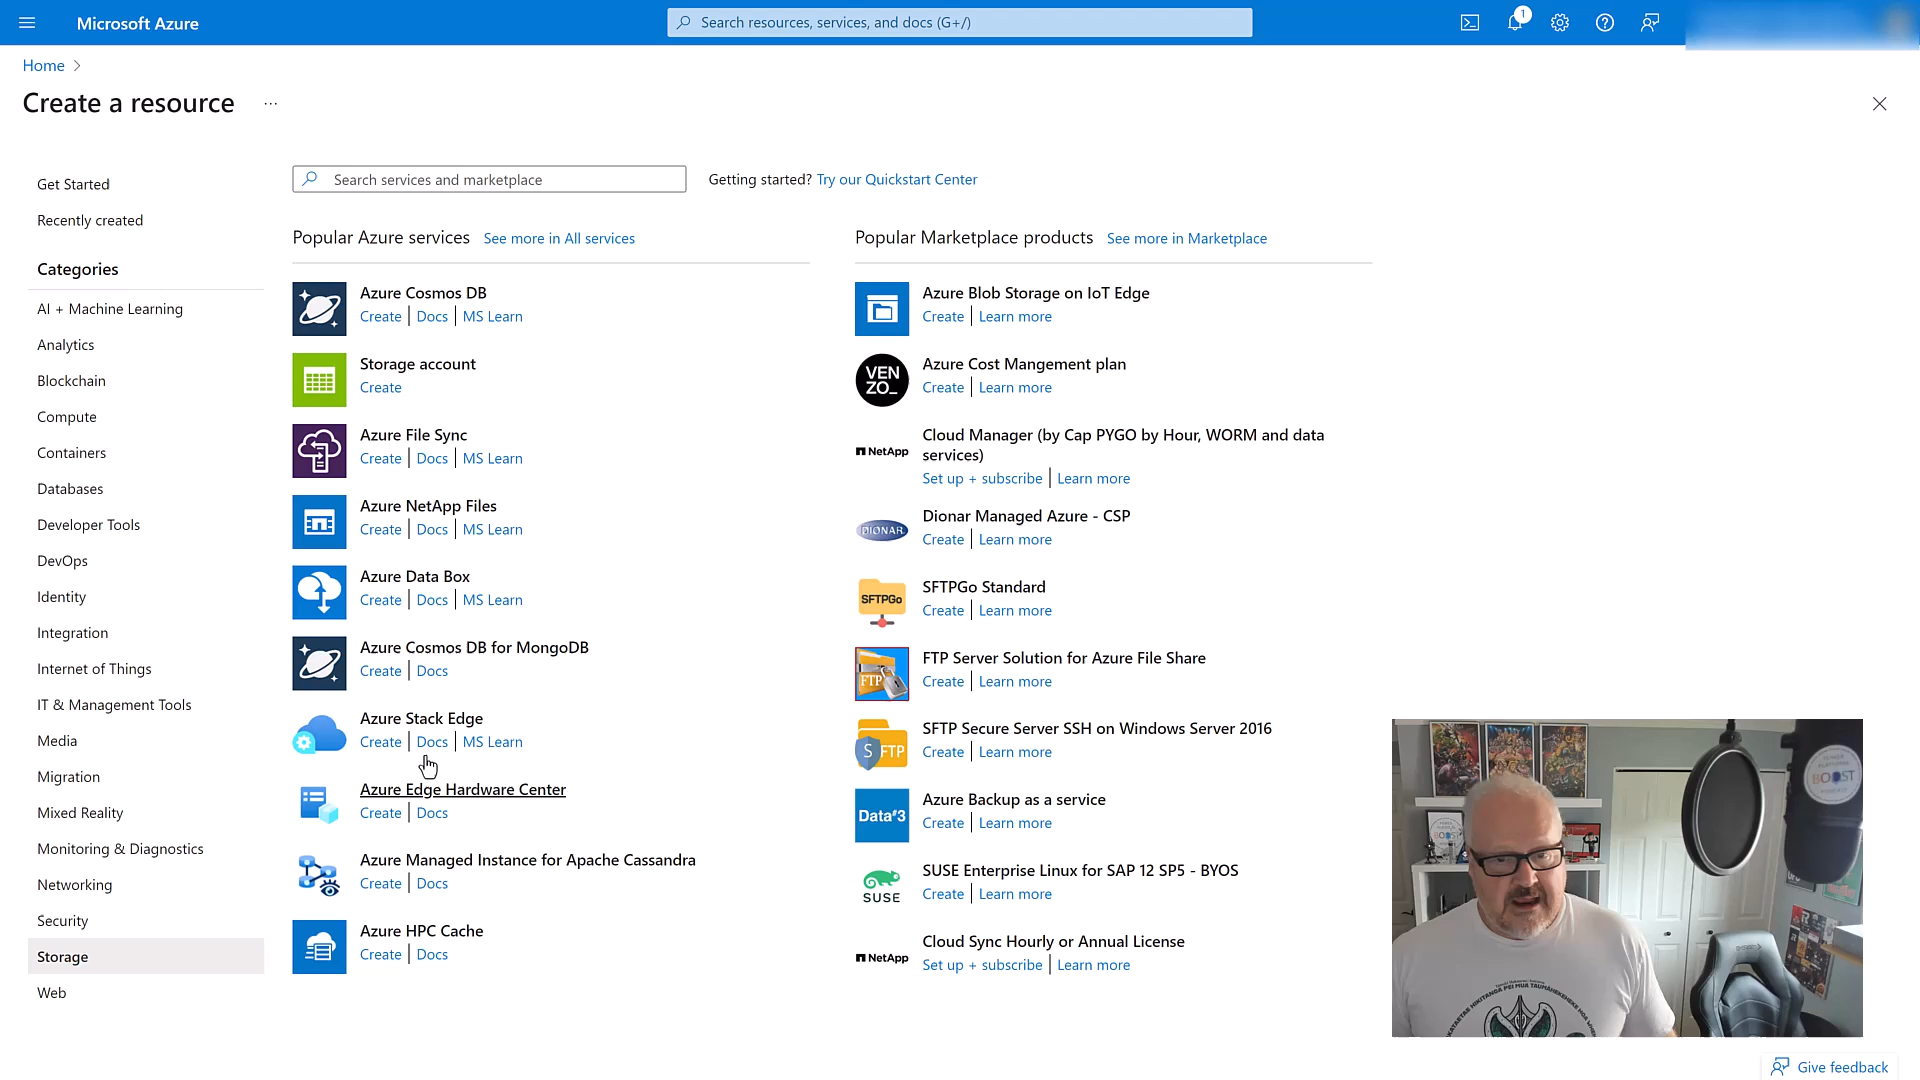 Microsoft Azure
Search resources, services, and docs (G+/)
1
Home
Create a resource
...
Get Started
Recently created
Categories
AI + Machine Learning
Analytics
Blockchain
Compute
Containers
Databases
Developer Tools
DevOps
Identity
Integration
Internet of Things
IT & Management Tools
Media
Migration
Mixed Reality
Monitoring & Diagnostics
Networking
Security
Storage
Web
Search services and marketplace
Getting started? Try our Quickstart Center
Popular Azure services See more in All services
Azure Cosmos DB
Create | Docs | MS Learn
Storage account
Create
Azure File Sync
Create | Docs | MS Learn
Azure NetApp Files
Create | Docs | MS Learn
Azure Data Box
Create | Docs | MS Learn
Azure Cosmos DB for MongoDB
Create | Docs
Azure Stack Edge
Create | Docs | MS Learn
Azure Edge Hardware Center
Create | Docs
Azure Managed Instance for Apache Cassandra
Create | Docs
Azure HPC Cache
Create | Docs
Popular Marketplace products See more in Marketplace
Azure Blob Storage on IoT Edge
Create | Learn more
VEN
ZO_
Azure Cost Mangement plan
Create | Learn more
NetApp
Cloud Manager (by Cap PYGO by Hour, WORM and data
services)
Set up + subscribe | Learn more
DIONAR
Dionar Managed Azure - CSP
Create | Learn more
SFTPGo
SFTPGo Standard
Create | Learn more
FTP
FTP Server Solution for Azure File Share
Create | Learn more
S FTP
SFTP Secure Server SSH on Windows Server 2016
Create | Learn more
Data#3
Azure Backup as a service
Create | Learn more
SUSE
SUSE Enterprise Linux for SAP 12 SP5 - BYOS
Create | Learn more
NetApp
Cloud Sync Hourly or Annual License
Set up + subscribe | Learn more
BOOST
Give feedback